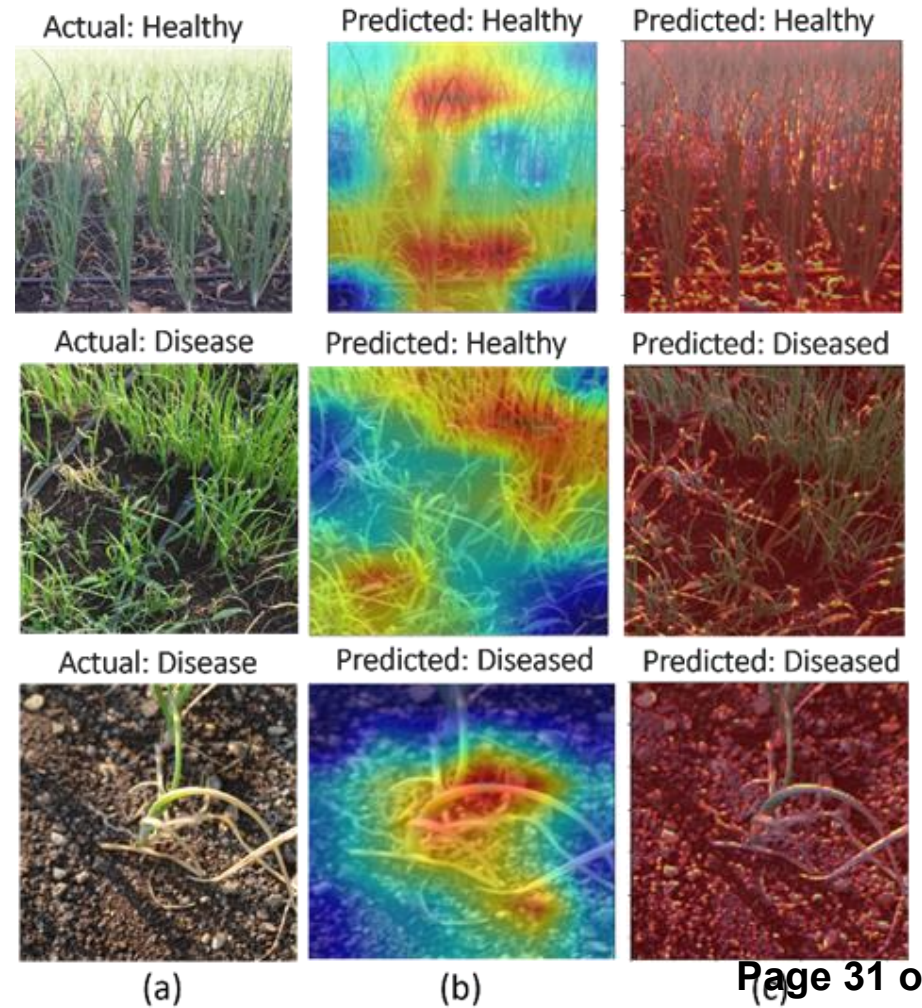 Actual: Healthy
Predicted: Healthy
Predicted: Healthy
Actual: Disease
Predicted: Healthy
Predicted: Diseased
Actual: Disease
Predicted: Diseased
Predicted: Diseased
(a)
(b)
(c)
Page 31 o